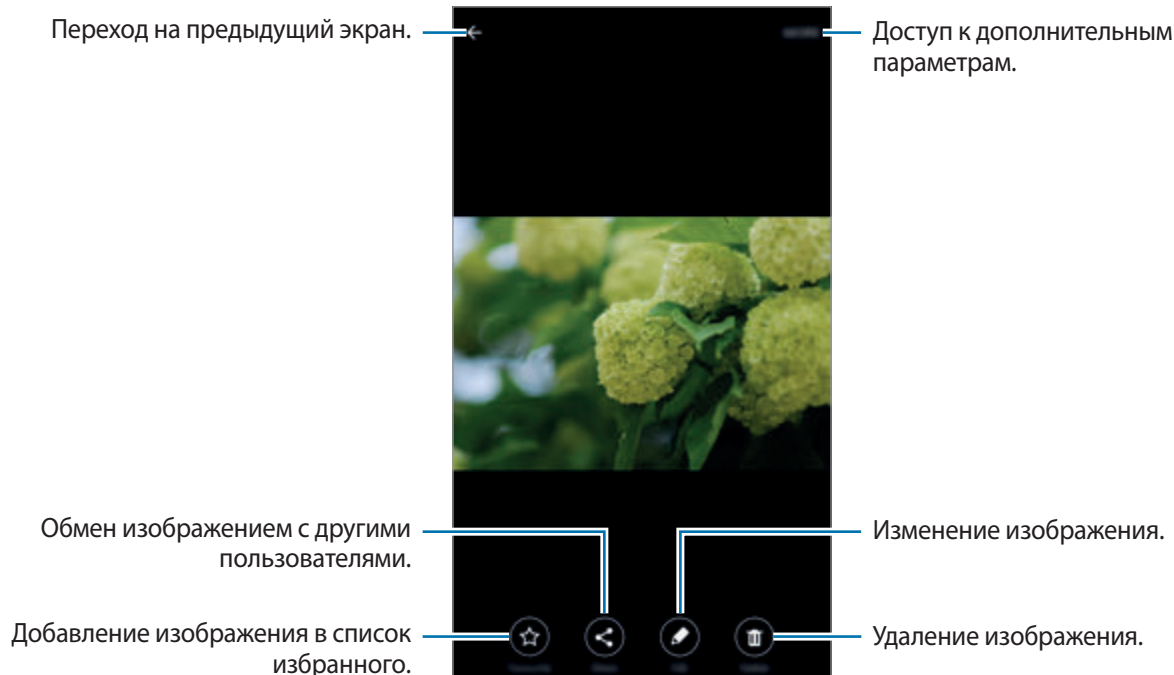 Переход на предыдущий экран.
Доступ к дополнительным
параметрам.
Обмен изображением с другими
пользователями.
Изменение изображения.
Добавление изображения в список
избранного.
Удаление изображения.